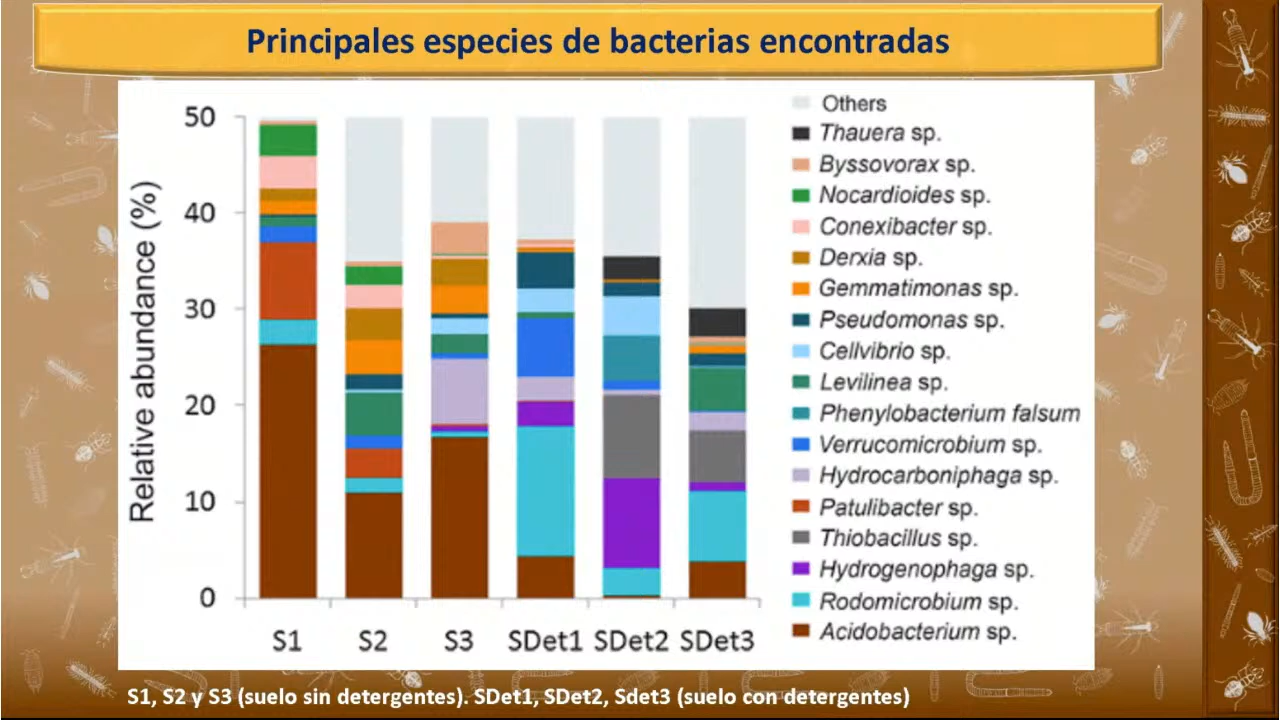 Principales especies de bacterias encontradas
Relative abundance (%)
50
40
30
20
10
0
S1 S2 S3 SDet1 SDet2 SDet3
Others
Thauera sp.
Byssovorax sp.
Nocardioides sp.
Conexibacter sp.
Derxia sp.
Gemmatimonas sp.
Pseudomonas sp.
Cellvibrio sp.
Levilinea sp.
Phenylobacterium falsum
Verrucomicrobium sp.
Hydrocarboniphaga sp.
Patulibacter sp.
Thiobacillus sp.
Hydrogenophaga sp.
Rodomicrobium sp.
Acidobacterium sp.
S1, S2 y S3 (suelo sin detergentes). SDet1, SDet2, Sdet3 (suelo con detergentes)